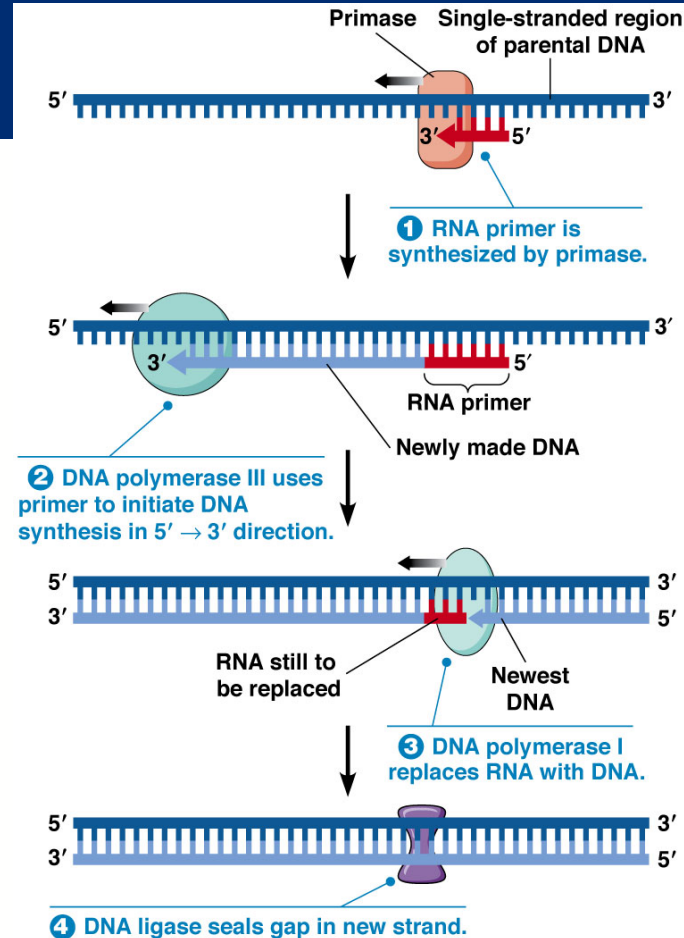 Primase
Single-stranded region
of parental DNA
5′
3′
3′
5′
1 RNA primer is
synthesized by primase.
5′
3′
3′
5′
RNA primer
Newly made DNA
2 DNA polymerase III uses
primer to initiate DNA
synthesis in 5′ → 3′ direction.
5′
3′
3′
5′
RNA still to
be replaced
Newest
DNA
3 DNA polymerase I
replaces RNA with DNA.
5′
3′
3′
5′
4 DNA ligase seals gap in new strand.